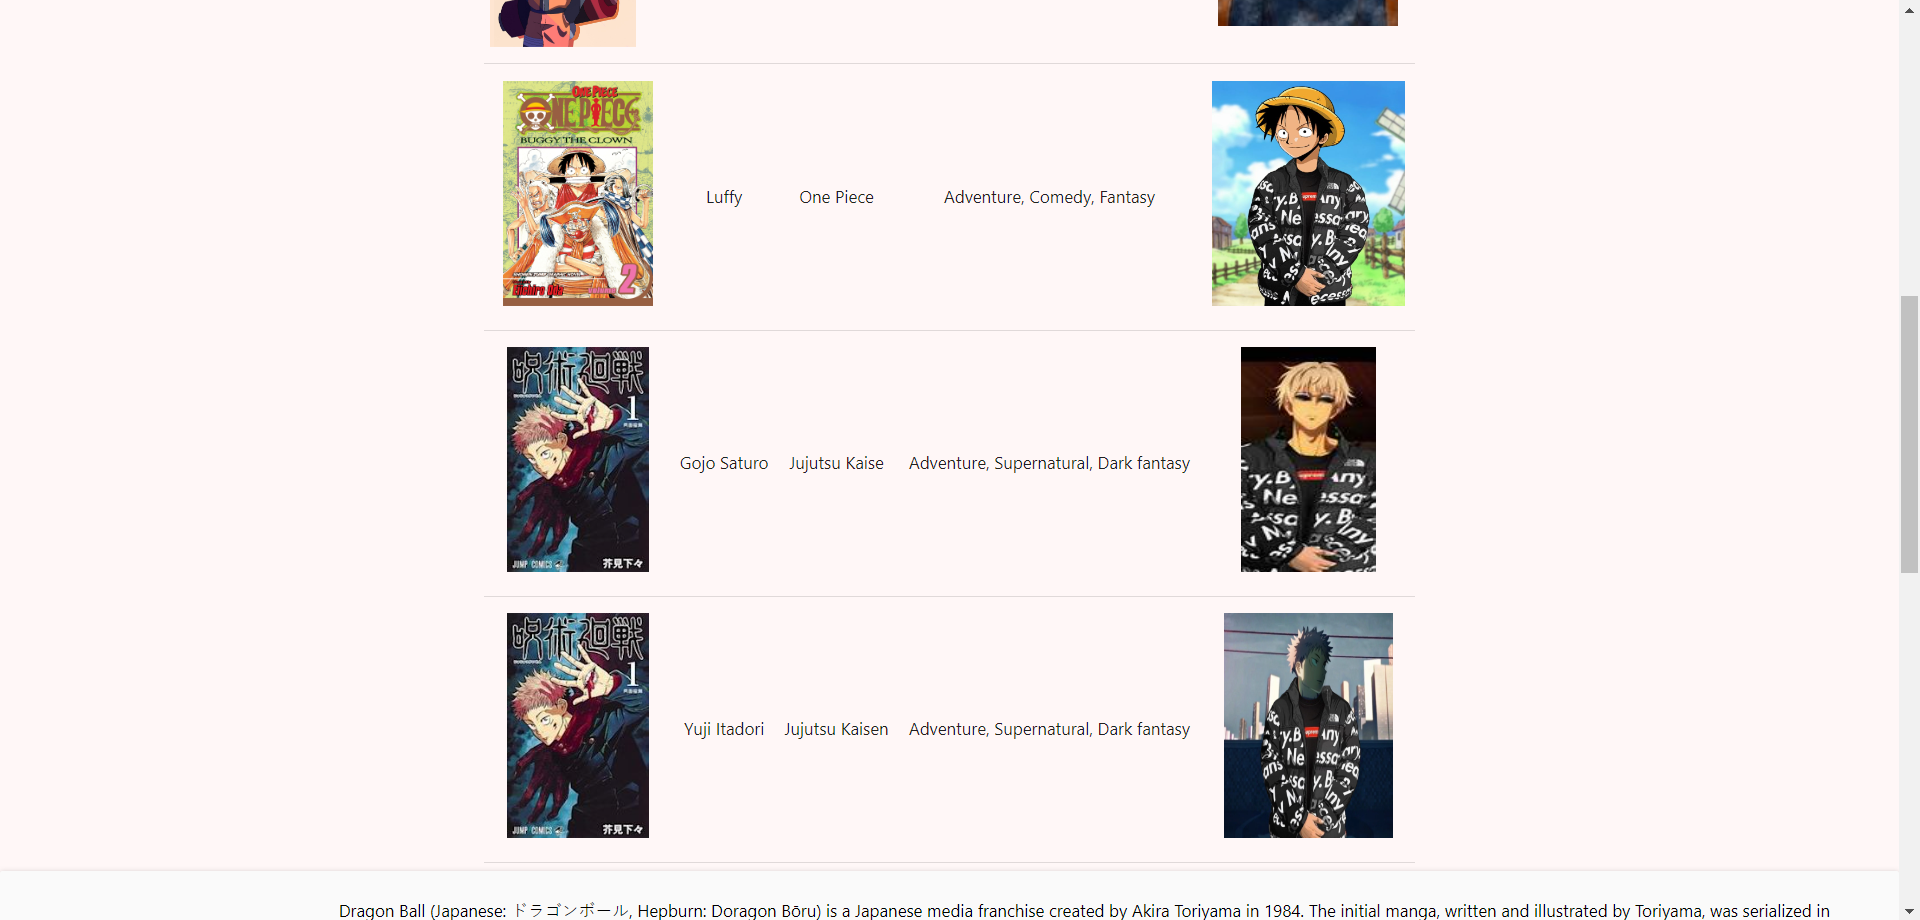 ONE PIECE
ONE PIECE
BUGGY THE CLOWN
2
Luffy
One Piece
Adventure, Comedy, Fantasy
呪術廻戦
1
JUMP COMICS
芥見下々
Gojo Saturo
Jujutsu Kaise
Adventure, Supernatural, Dark fantasy
呪術廻戦
1
JUMP COMICS
芥見下々
Yuji Itadori
Jujutsu Kaisen
Adventure, Supernatural, Dark fantasy
Dragon Ball (Japanese: ドラゴンボール, Hepburn: Doragon Bōru) is a Japanese media franchise created by Akira Toriyama in 1984. The initial manga, written and illustrated by Toriyama, was serialized in